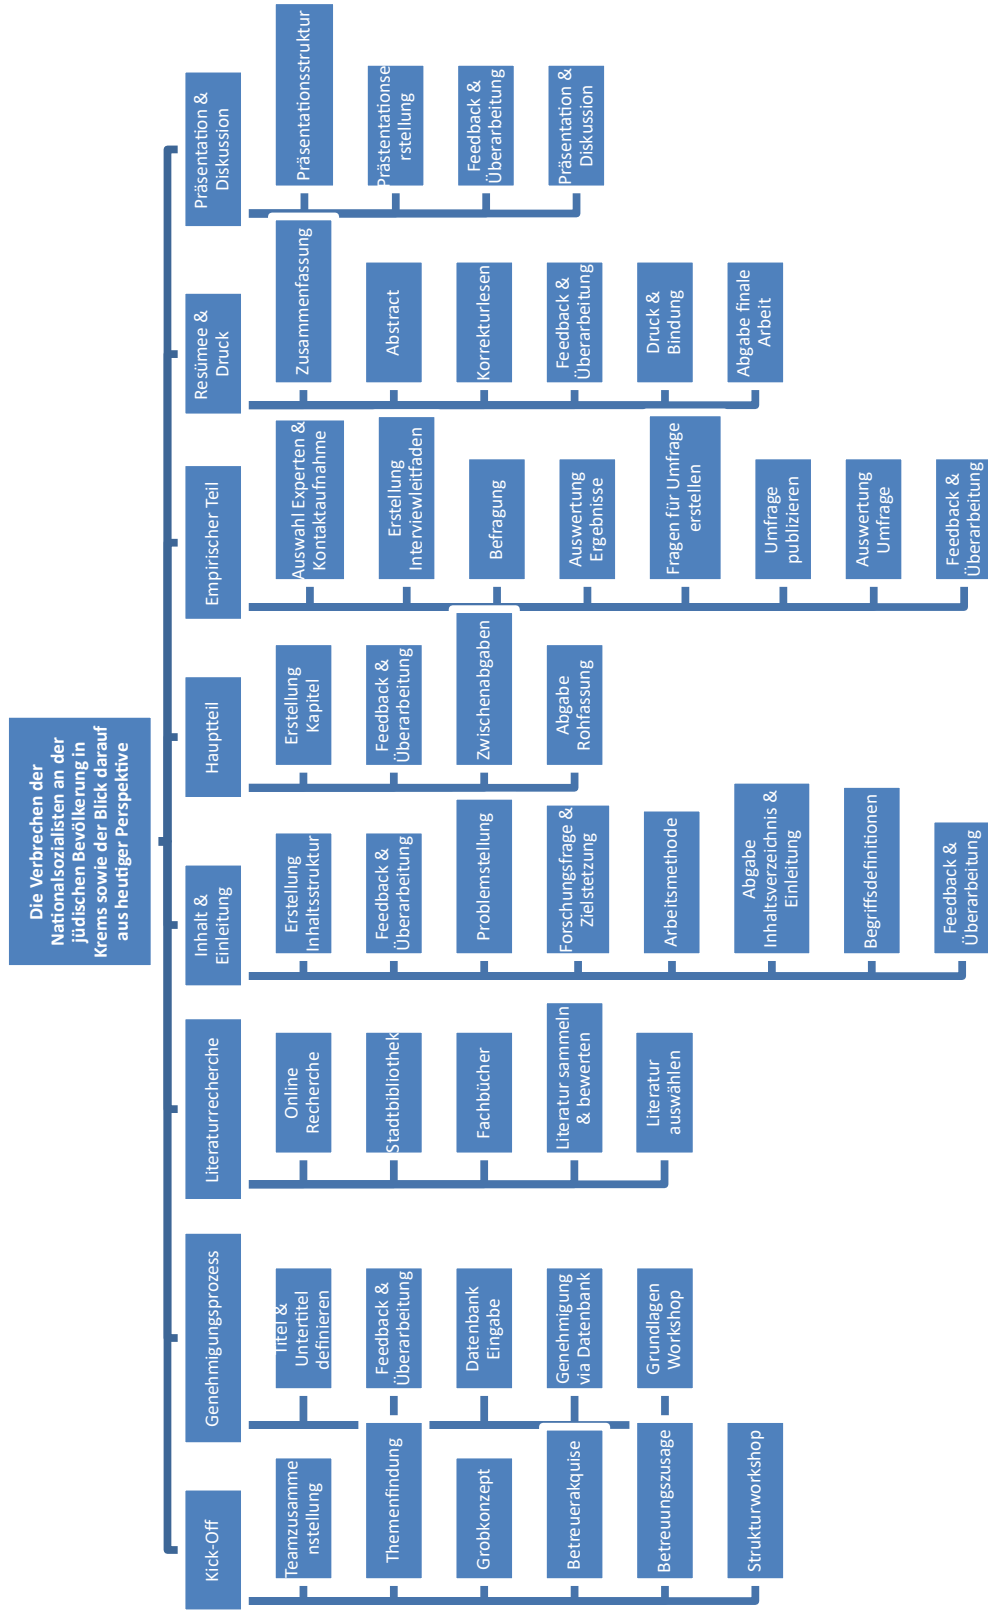 Die Verbrechen der
Nationalsozialisten an der
jüdischen Bevölkerung in
Krems sowie der Blick darauf
aus heutiger Perspektive
Kick-Off
Teamzusamme
nstellung
Themenfindung
Grobkonzept
Betreuerakquise
Betreuungszusage
Strukturworkshop
Genehmigungsprozess
Titel &
Untertitel
definieren
Feedback &
Überarbeitung
Datenbank
Eingabe
Genehmigung
via Datenbank
Grundlagen
Workshop
Literaturrecherche
Online
Recherche
Stadtbibliothek
Fachbücher
Literatur sammeln
& bewerten
Literatur
auswählen
Inhalt &
Einleitung
Erstellung
Inhaltsstruktur
Feedback &
Überarbeitung
Problemstellung
Forschungsfrage &
Zielstetzung
Arbeitsmethode
Abgabe
Inhaltsverzeichnis &
Einleitung
Begriffsdefinitionen
Feedback &
Überarbeitung
Hauptteil
Erstellung
Kapitel
Feedback &
Überarbeitung
Zwischenabgaben
Abgabe
Rohfassung
Empirischer Teil
Auswahl Experten &
Kontaktaufnahme
Erstellung
Interviewleitfaden
Befragung
Auswertung
Ergebnisse
Fragen für Umfrage
erstellen
Umfrage
publizieren
Auswertung
Umfrage
Feedback &
Überarbeitung
Resümee &
Druck
Zusammenfassung
Abstract
Korrekturlesen
Feedback &
Überarbeitung
Druck &
Bindung
Abgabe finale
Arbeit
Präsentation &
Diskussion
Präsentationsstruktur
Prästentationse
rstellung
Feedback &
Überarbeitung
Präsentation &
Diskussion